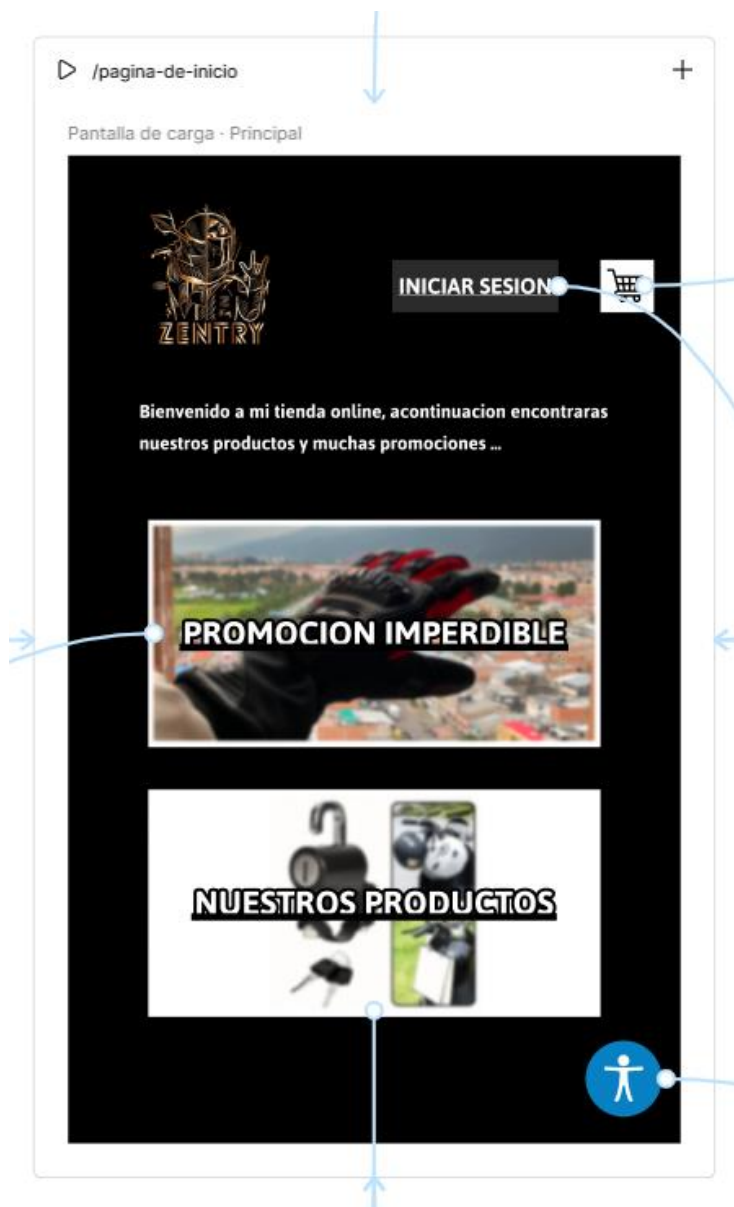 /pagina-de-inicio
Pantalla de carga · Principal
ZENTRY
INICIAR SESION
Bienvenido a mi tienda online, acontinuacion encontraras
nuestros productos y muchas promociones ...
PROMOCION IMPERDIBLE
NUESTROS PRODUCTOS